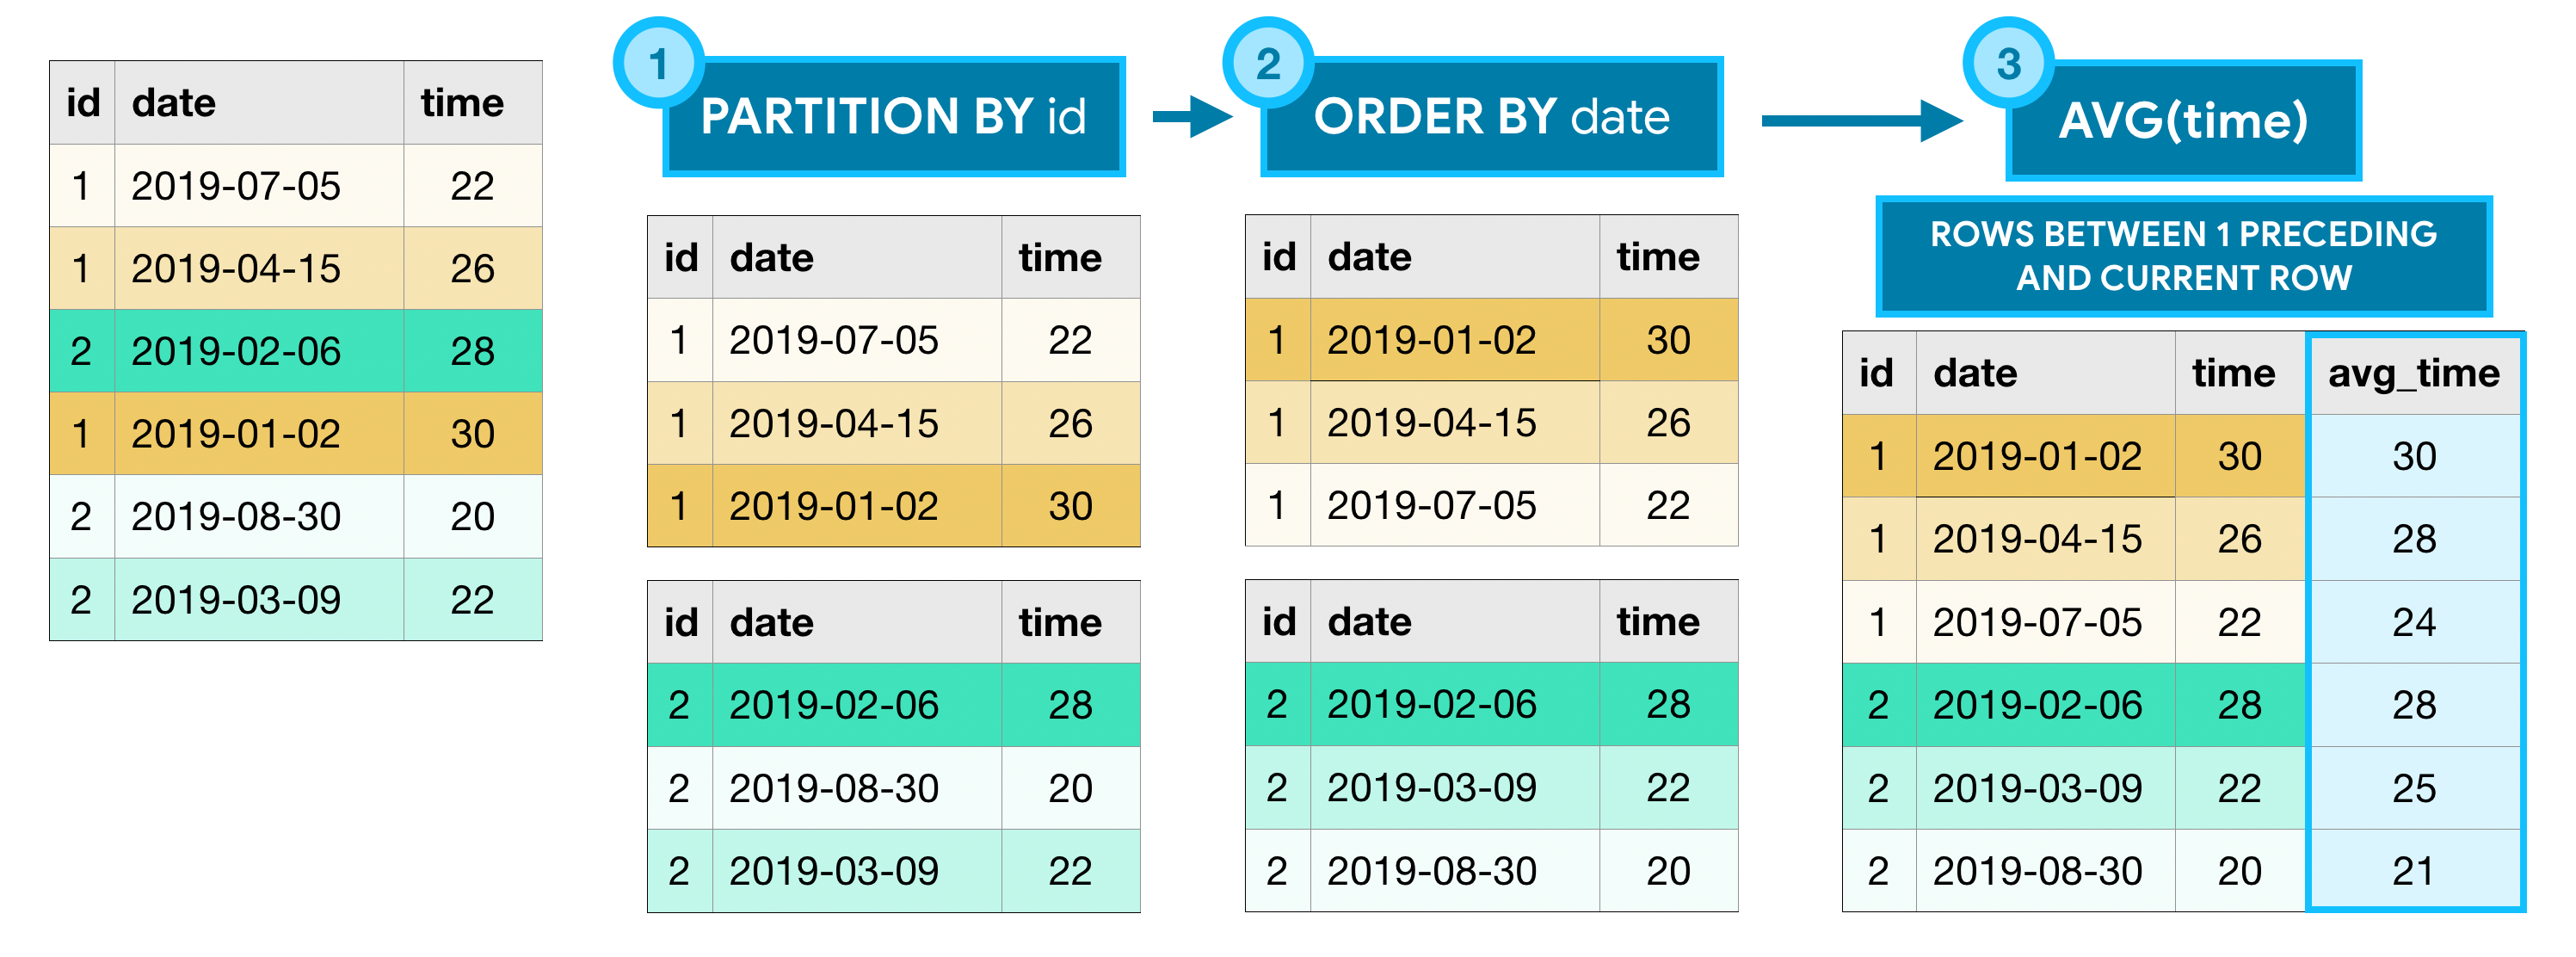 id date time
1 2019-07-05 22
1 2019-04-15 26
2 2019-02-06 28
1 2019-01-02 30
2 2019-08-30 20
2 2019-03-09 22
1
PARTITION BY id
id date time
1 2019-07-05 22
1 2019-04-15 26
1 2019-01-02 30
id date time
2 2019-02-06 28
2 2019-08-30 20
2 2019-03-09 22
2
ORDER BY date
id date time
1 2019-01-02 30
1 2019-04-15 26
1 2019-07-05 22
id date time
2 2019-02-06 28
2 2019-03-09 22
2 2019-08-30 20
3
AVG(time)
ROWS BETWEEN 1 PRECEDING
AND CURRENT ROW
id date time avg_time
1 2019-01-02 30 30
1 2019-04-15 26 28
1 2019-07-05 22 24
2 2019-02-06 28 28
2 2019-03-09 22 25
2 2019-08-30 20 21